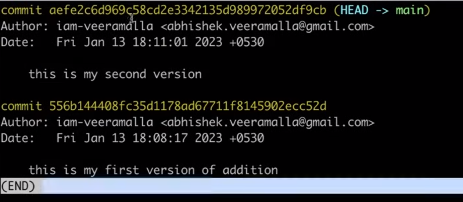 commit aefe2c6d969c58cd2e3342135d989972052df9cb (HEAD -> main)
Author: iam-veeramalla <abhishek.veeramalla@gmail.com>
Date:   Fri Jan 13 18:11:01 2023 +0530
    this is my second version
commit 556b144408fc35d1178ad67711f8145902ecc52d
Author: iam-veeramalla <abhishek.veeramalla@gmail.com>
Date:   Fri Jan 13 18:08:17 2023 +0530
    this is my first version of addition
(END)